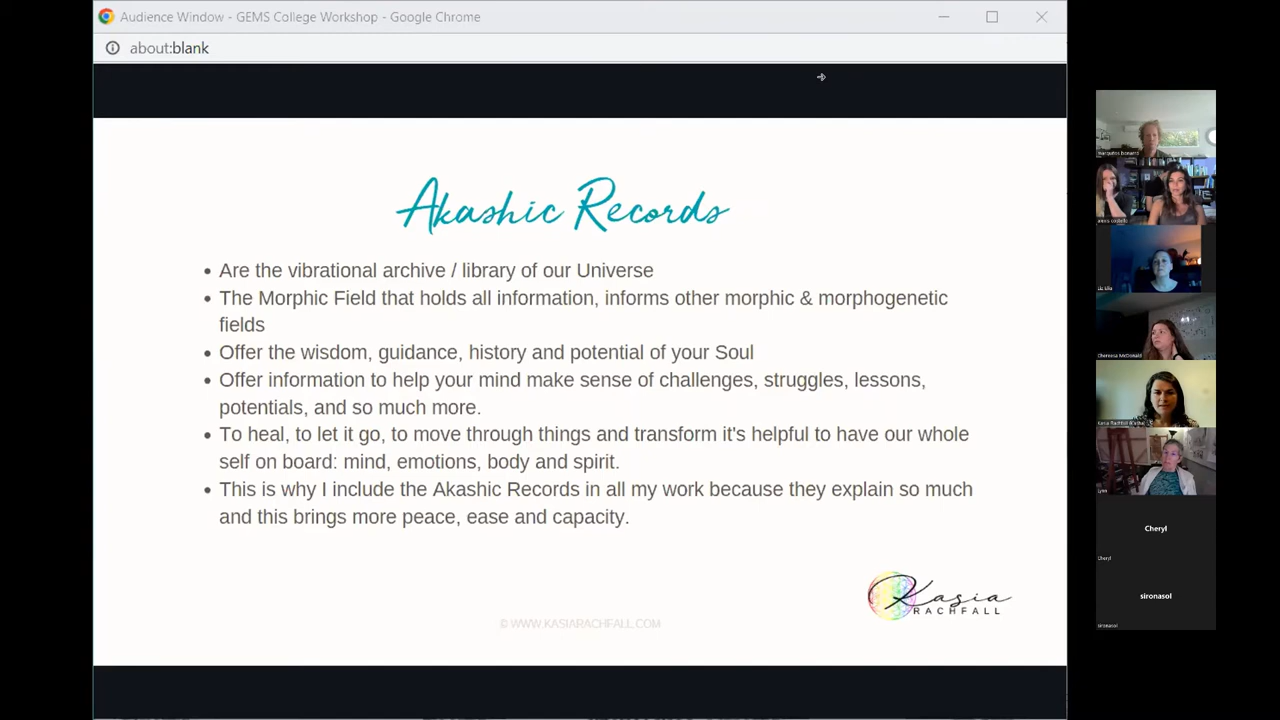 Audience Window - GEMS College Workshop - Google Chrome
about:blank
Akashic Records
Are the vibrational archive / library of our Universe
The Morphic Field that holds all information, informs other morphic & morphogenetic
fields
Offer the wisdom, guidance, history and potential of your Soul
Offer information to help your mind make sense of challenges, struggles, lessons,
potentials, and so much more.
To heal, to let it go, to move through things and transform it's helpful to have our whole
self on board: mind, emotions, body and spirit.
This is why I include the Akashic Records in all my work because they explain so much
and this brings more peace, ease and capacity.
Kasia
RACHFALL
© WWW.KASIARACHFALL.COM
Cheryl
Cheryl
sironasol
sironasol
Lynn